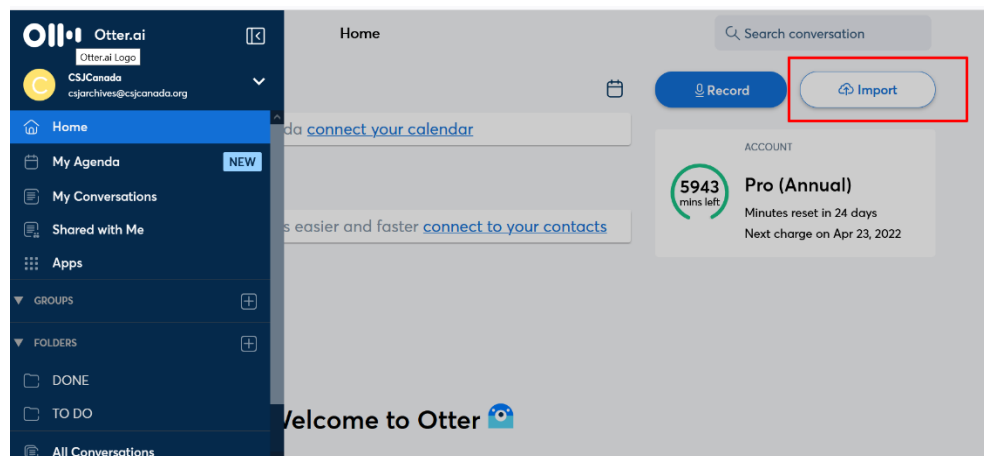 Otter.ai
Otter.ai Logo
CSJCanada
csjarchives@csjcanada.org
Home
My Agenda
NEW
My Conversations
Shared with Me
Apps
GROUPS
FOLDERS
DONE
TO DO
All Conversations
Home
Search conversation
Record
Import
da connect your calendar
s easier and faster connect to your contacts
ACCOUNT
5943
mins left
Pro (Annual)
Minutes reset in 24 days
Next charge on Apr 23, 2022
Welcome to Otter